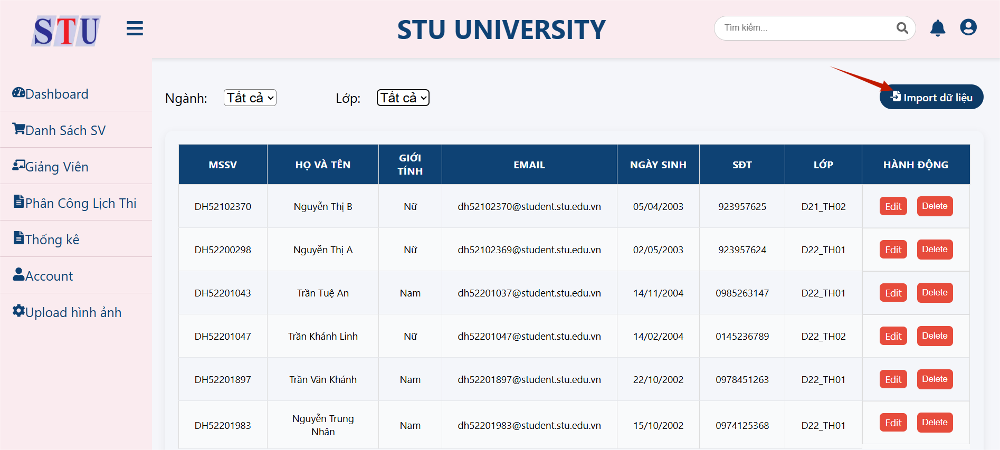 STU
STU UNIVERSITY
Tìm kiếm...
Dashboard
Danh Sách SV
Giảng Viên
Phân Công Lịch Thi
Thống kê
Account
Upload hình ảnh
Ngành: Tất cả Lớp: Tất cả Import dữ liệu
MSSV HỌ VÀ TÊN GIỚI TÍNH EMAIL NGÀY SINH SĐT LỚP HÀNH ĐỘNG
DH52102370 Nguyễn Thị B Nữ dh52102370@student.stu.edu.vn 05/04/2003 923957625 D21_TH02 Edit Delete
DH52200298 Nguyễn Thị A Nữ dh52102369@student.stu.edu.vn 02/05/2003 923957624 D22_TH01 Edit Delete
DH52201043 Trần Tuệ An Nam dh52201037@student.stu.edu.vn 14/11/2004 0985263147 D22_TH01 Edit Delete
DH52201047 Trần Khánh Linh Nữ dh52201047@student.stu.edu.vn 14/02/2004 0145236789 D22_TH02 Edit Delete
DH52201897 Trần Văn Khánh Nam dh52201897@student.stu.edu.vn 22/10/2002 0978451263 D22_TH01 Edit Delete
DH52201983 Nguyễn Trung Nhân Nam dh52201983@student.stu.edu.vn 15/10/2002 0974125368 D22_TH01 Edit Delete